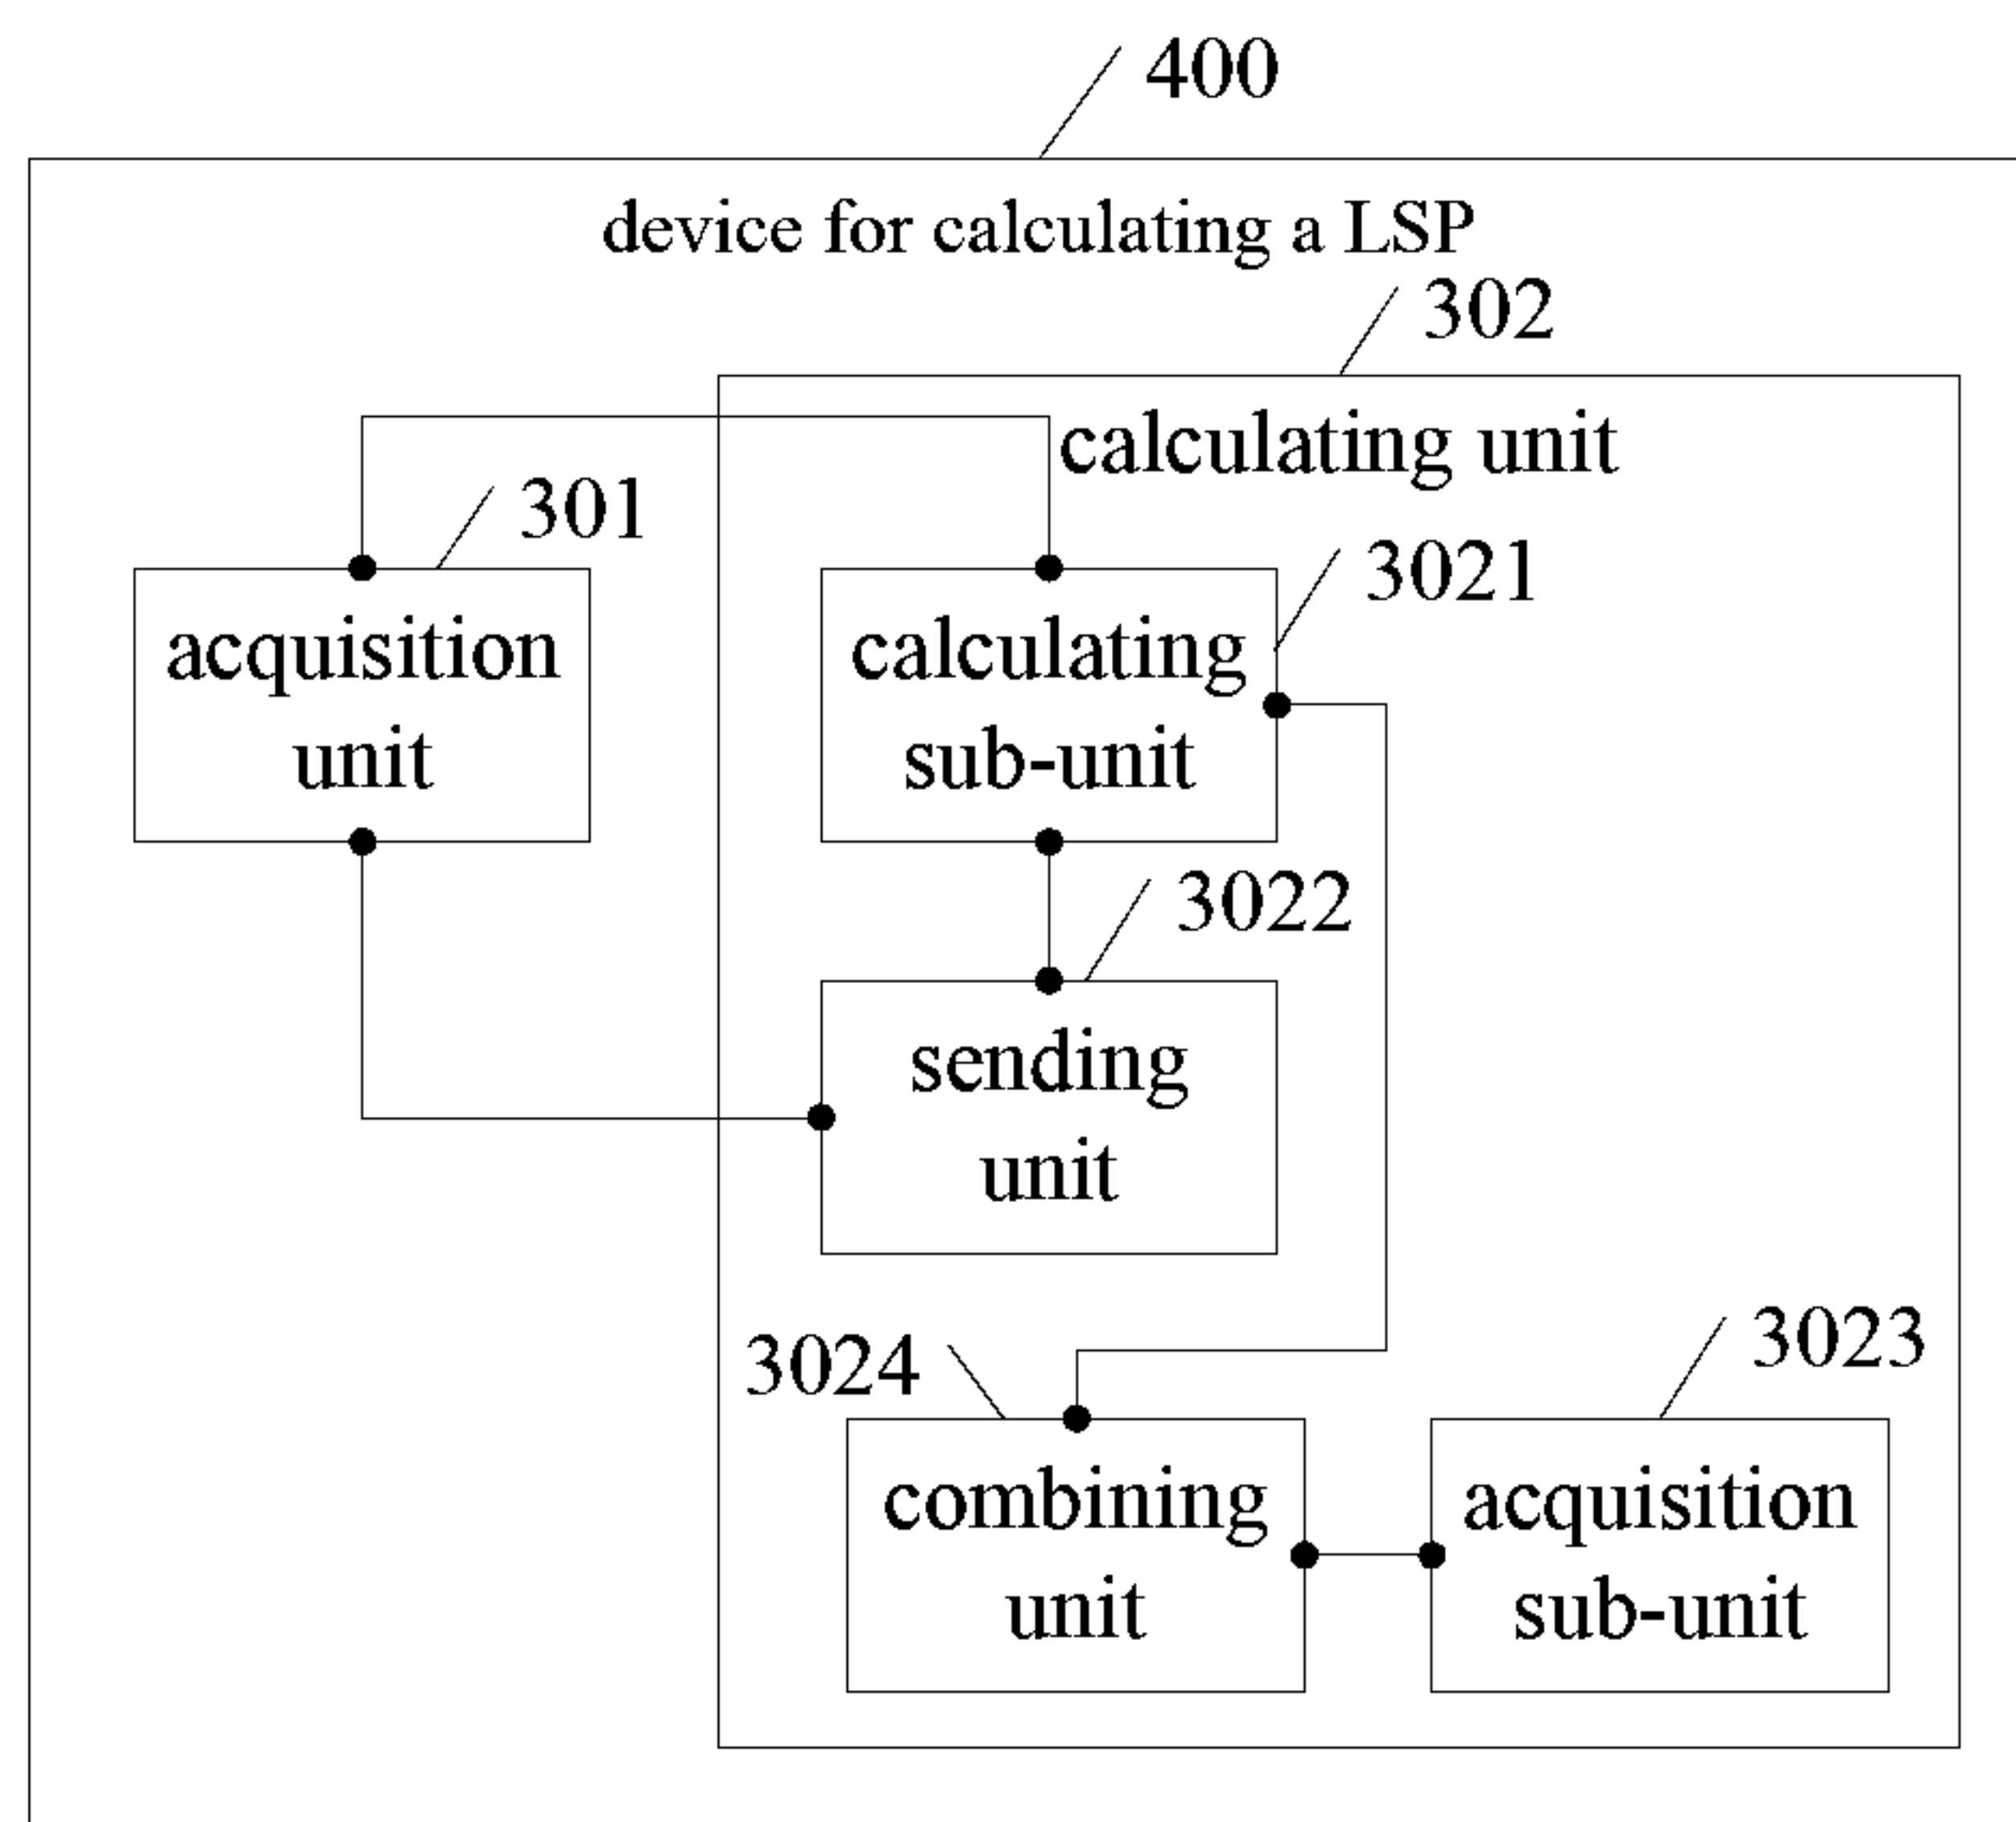 400
device for calculating a LSP
302
calculating unit
301
3021
acquisition
unit
calculating
sub-unit
3022
sending
unit
3024
3023
combining
unit
acquisition
sub-unit